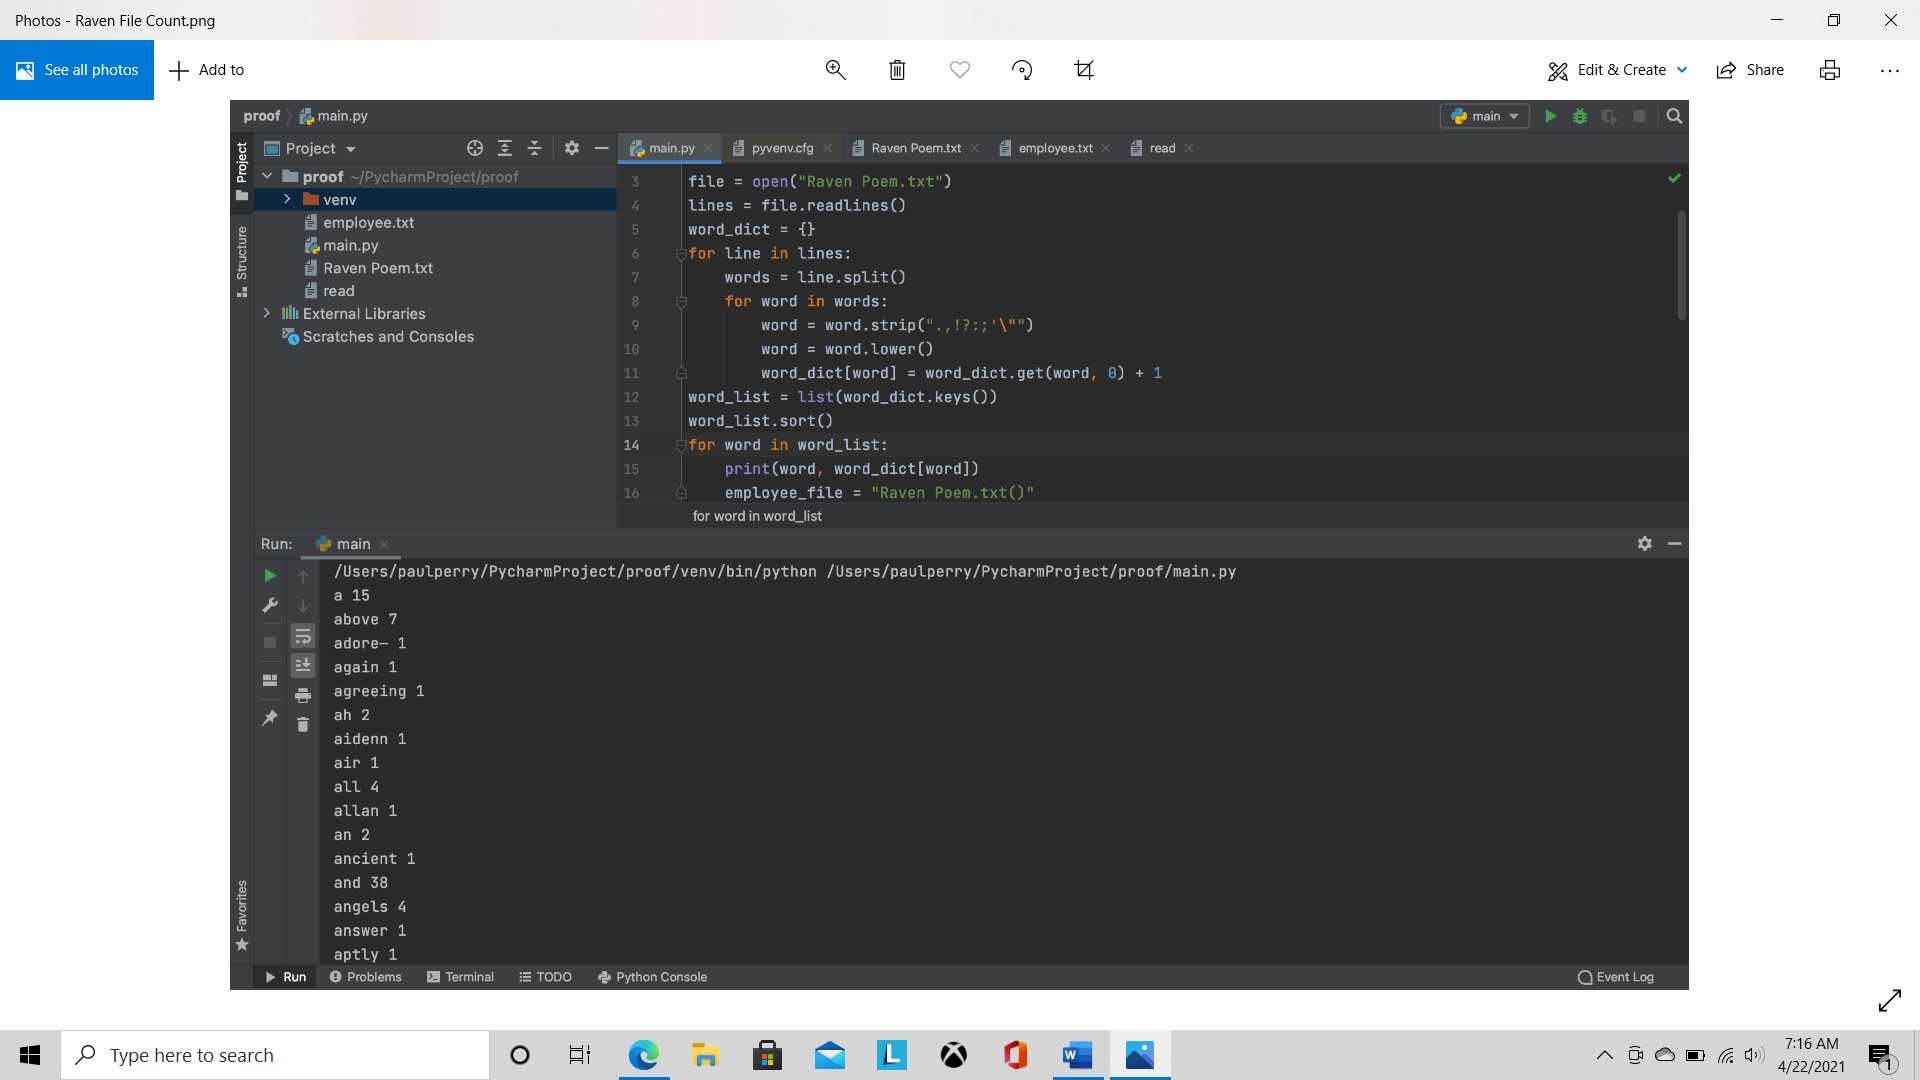 Photos - Raven File Count.png
See all photos
Add to
Edit & Create
Share
proof
main.py
main
Project
Project
main.py
pyvenv.cfg
Raven Poem.txt
employee.txt
read
proof ~/PycharmProject/proof
venv
employee.txt
main.py
Raven Poem.txt
read
External Libraries
Scratches and Consoles
Structure
3 file = open("Raven Poem.txt")
4 lines = file.readlines()
5 word_dict = {}
6 for line in lines:
7 words = line.split()
8 for word in words:
9 word = word.strip(".,!?:;'\"")
10 word = word.lower()
11 word_dict[word] = word_dict.get(word, 0) + 1
12 word_list = list(word_dict.keys())
13 word_list.sort()
14 for word in word_list:
15 print(word, word_dict[word])
16 employee_file = "Raven Poem.txt()"
for word in word_list
Run:
main
/Users/paulperry/PycharmProject/proof/venv/bin/python /Users/paulperry/PycharmProject/proof/main.py
a 15
above 7
adore— 1
again 1
agreeing 1
ah 2
aidenn 1
air 1
all 4
allan 1
an 2
ancient 1
and 38
angels 4
answer 1
aptly 1
Favorites
Run
Problems
Terminal
TODO
Python Console
Event Log
Type here to search
L
W
7:16 AM
4/22/2021
1